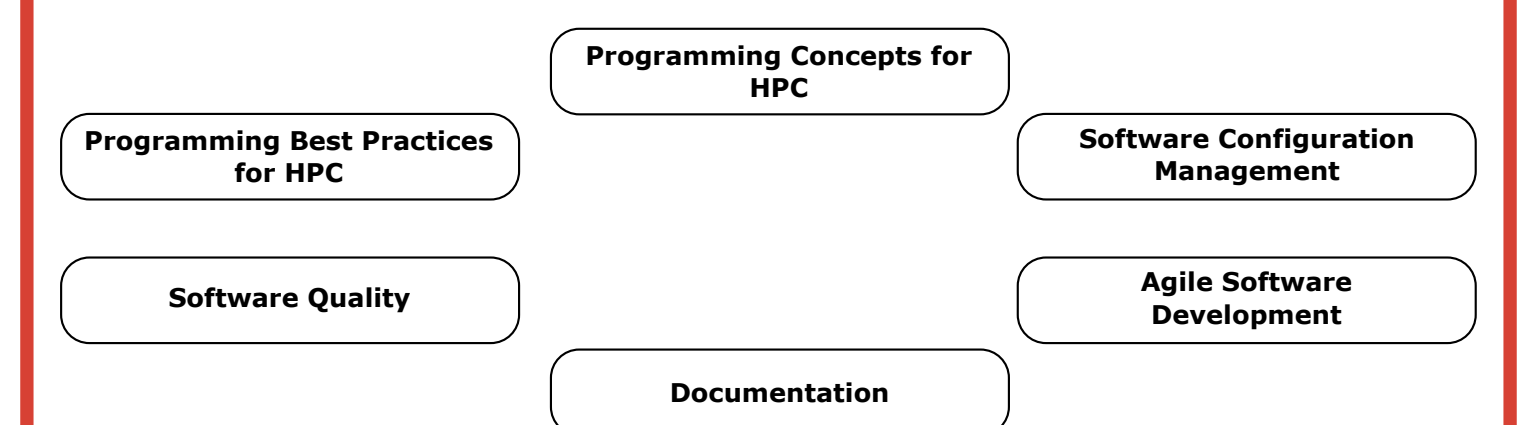 Programming Concepts for
HPC
Programming Best Practices
for HPC
Software Configuration
Management
Software Quality
Agile Software
Development
Documentation